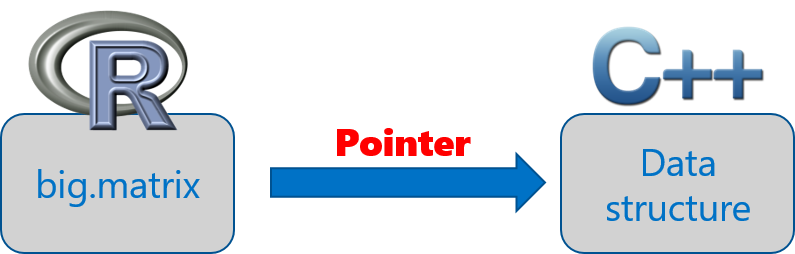 R
C++
Pointer
big.matrix
Data
structure